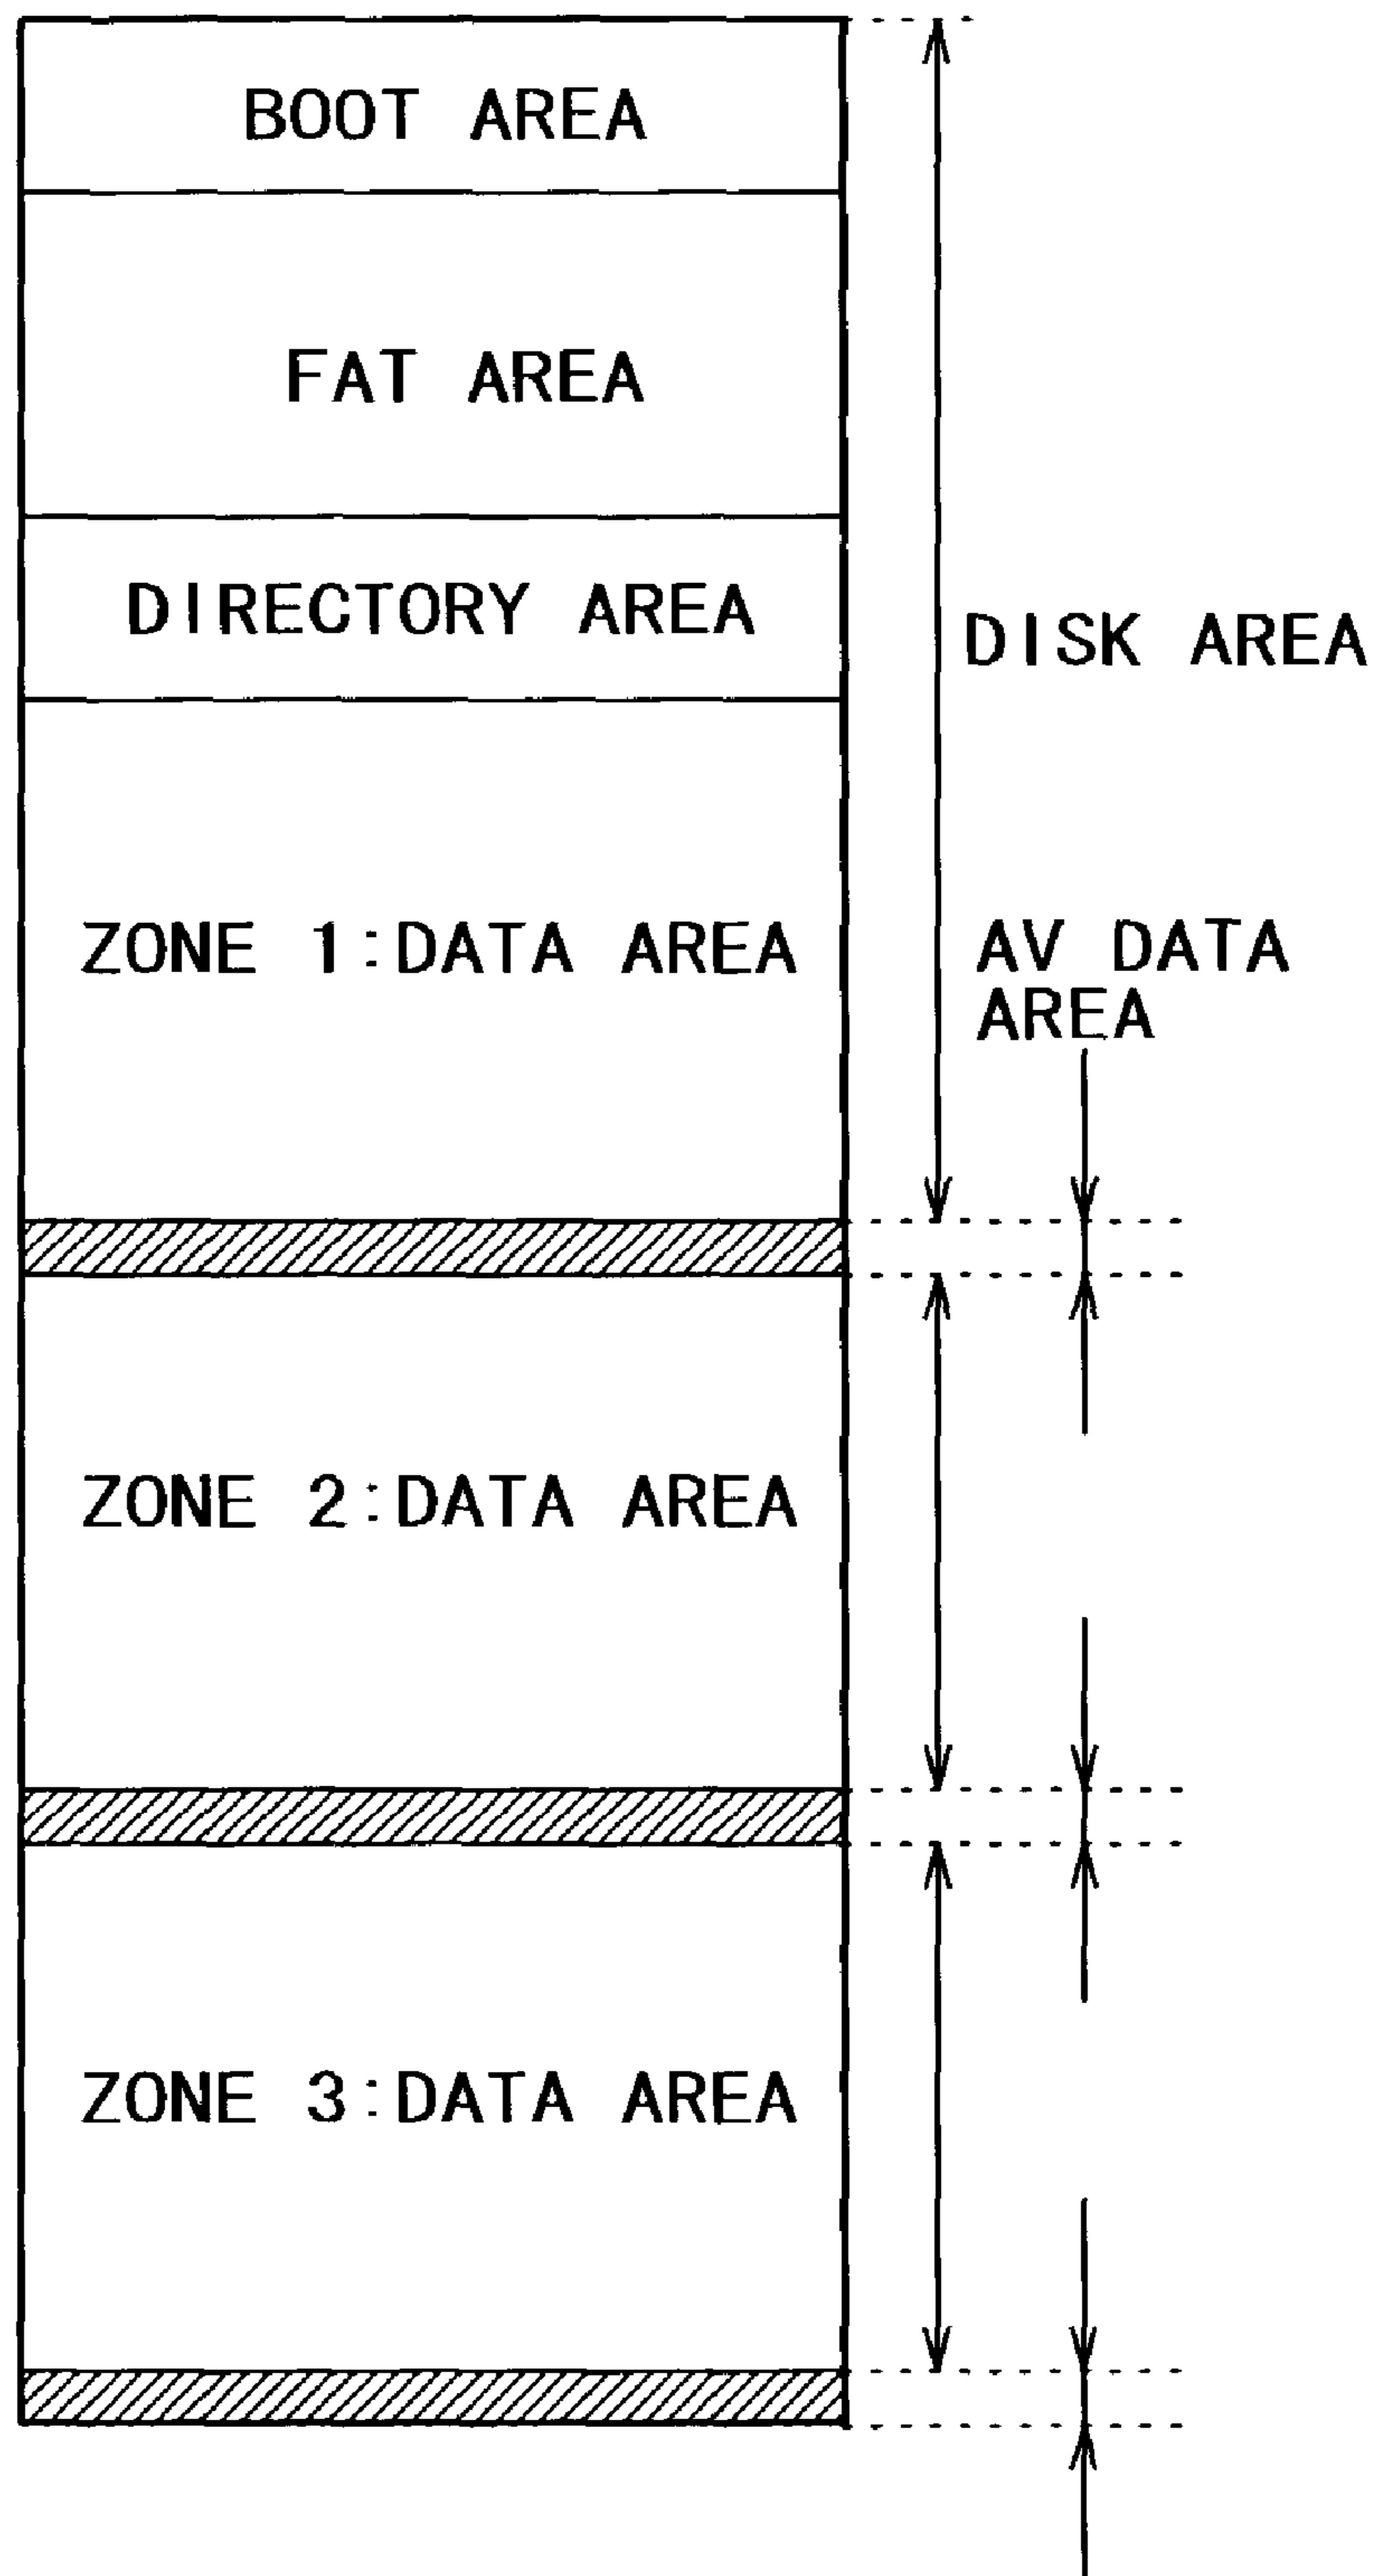 BOOT AREA
FAT AREA
DIRECTORY AREA
DISK AREA
ZONE 1:DATA AREA
AV DATA
AREA
ZONE 2:DATA AREA
ZONE 3:DATA AREA